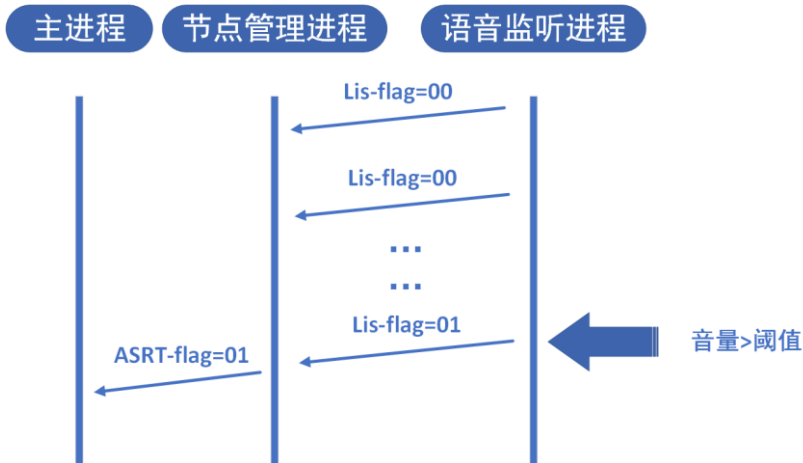 主进程 节点管理进程 语音监听进程
Lis-flag=00
Lis-flag=00
...
...
Lis-flag=01
音量>阈值
ASRT-flag=01